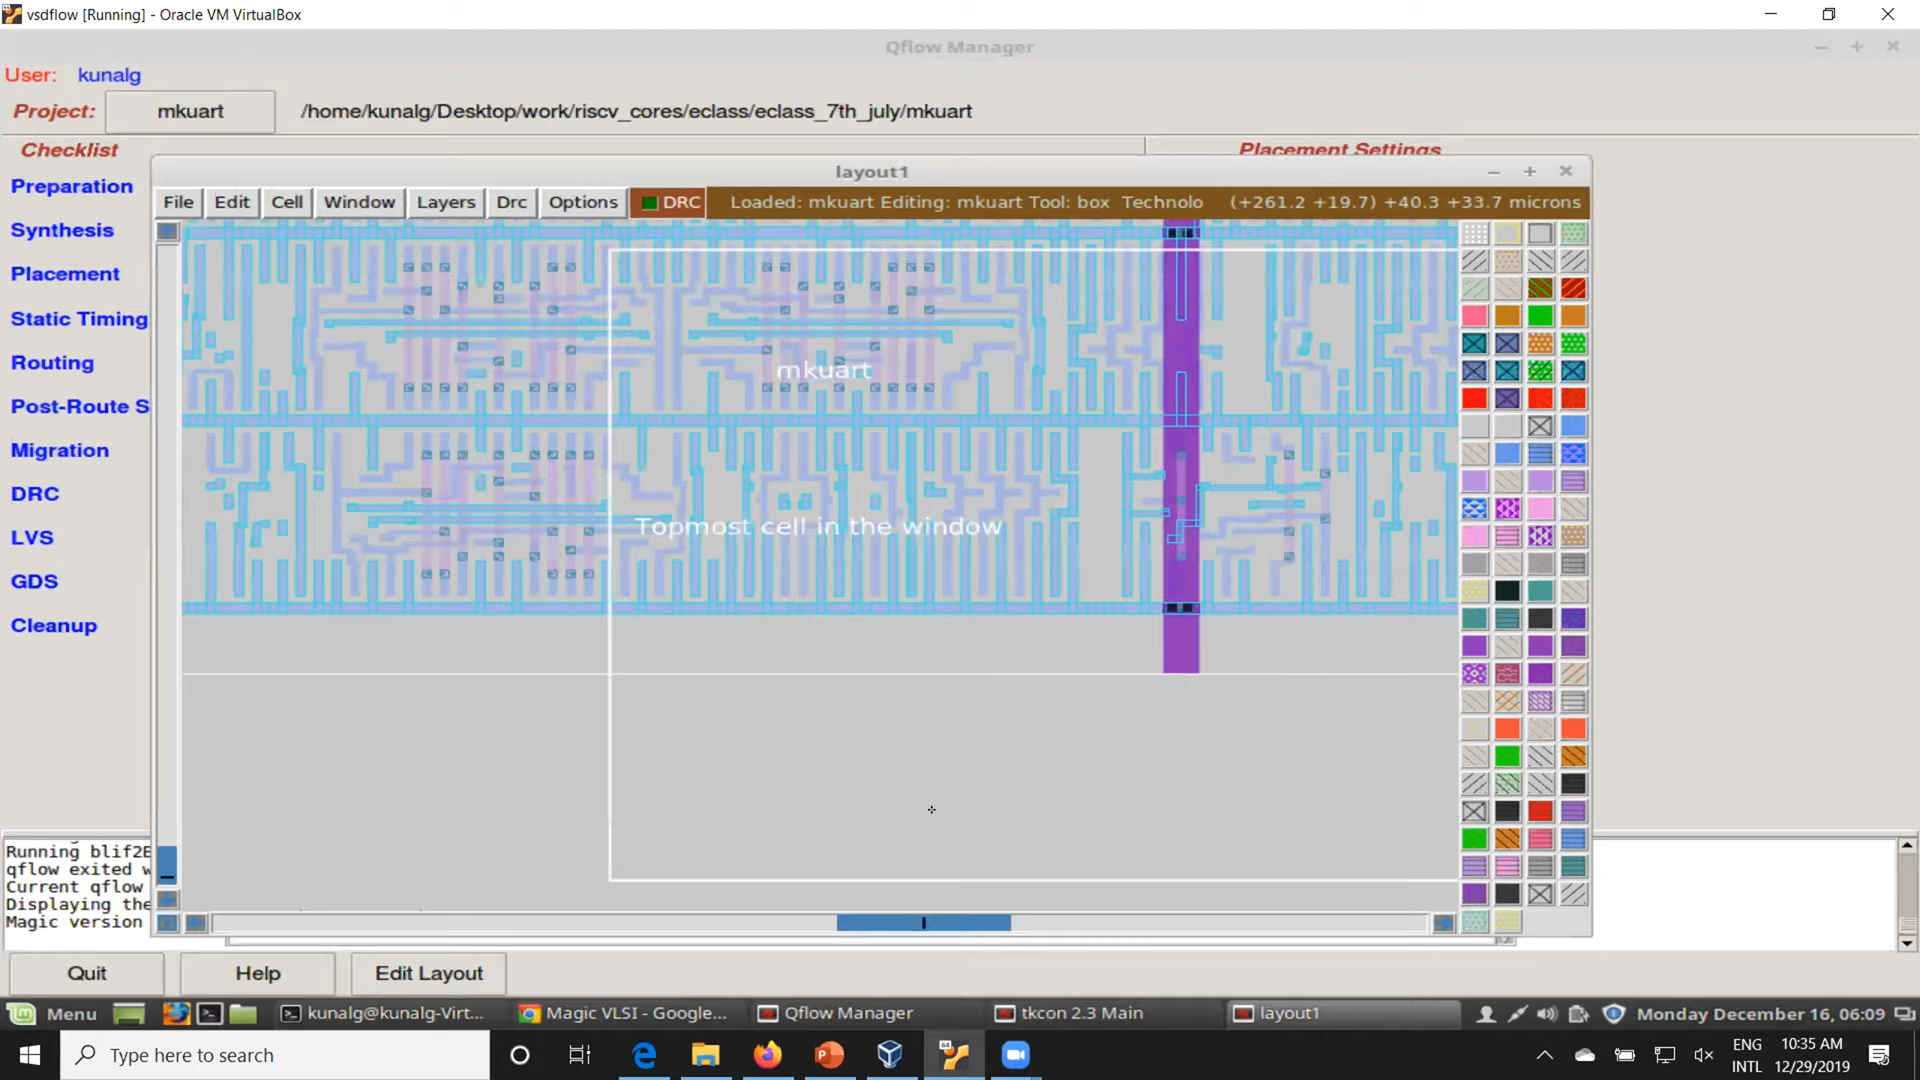 vsdflow [Running] - Oracle VM VirtualBox
Qflow Manager
User: kunalg
Project: mkuart /home/kunalg/Desktop/work/riscv_cores/eclass/eclass_7th_july/mkuart
Checklist
Placement Settings
Preparation
Synthesis
Placement
Static Timing
Routing
Post-Route S
Migration
DRC
LVS
GDS
Cleanup
layout1
File Edit Cell Window Layers Drc Options DRC Loaded: mkuart Editing: mkuart Tool: box Technolo (+261.2 +19.7) +40.3 +33.7 microns
mkuart
Topmost cell in the window
Running blif2
qflow exited w
Current qflow
Displaying the
Magic version
Quit Help Edit Layout
Menu kunalg@kunalg-Virt... Magic VLSI - Google... Qflow Manager tkcon 2.3 Main layout1 Monday December 16, 06:09
Type here to search
ENG
INTL
10:35 AM
12/29/2019